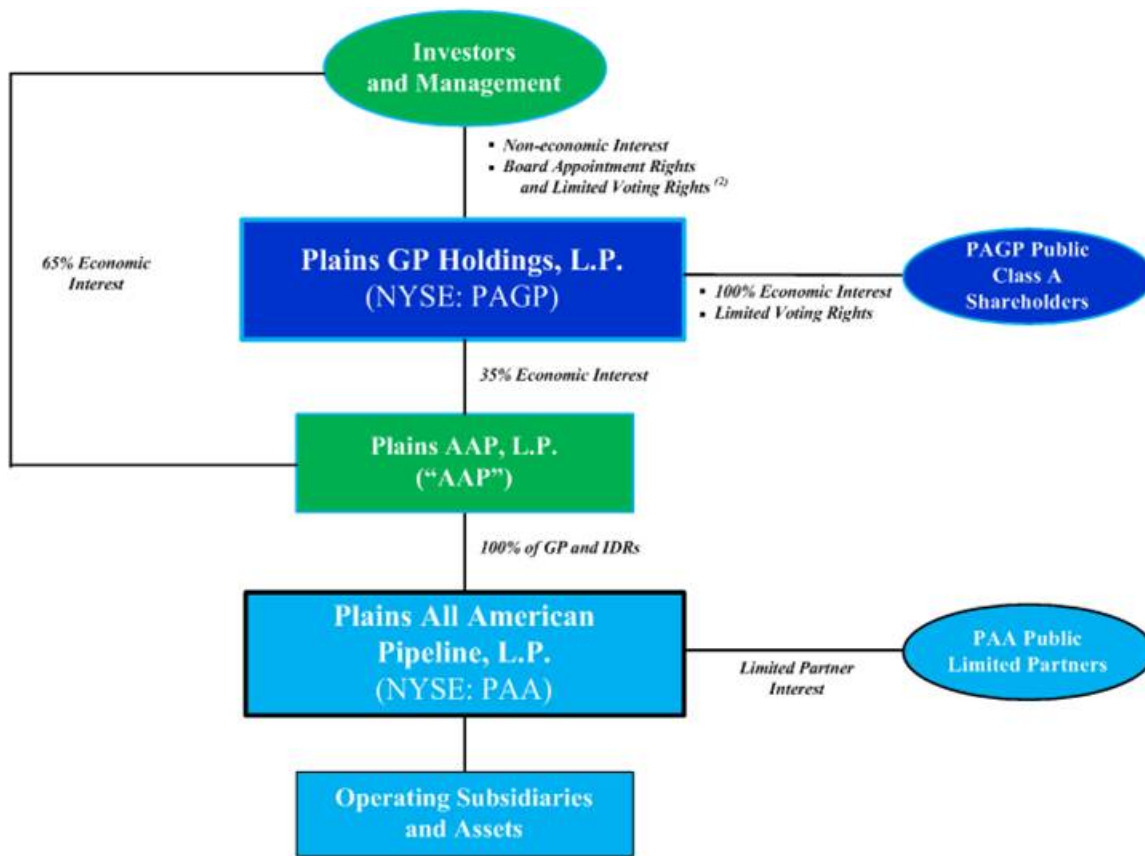 Investors
and Management
▪ Non-economic Interest
▪ Board Appointment Rights
and Limited Voting Rights (2)
65% Economic
Interest
Plains GP Holdings, L.P.
(NYSE: PAGP)
PAGP Public
Class A
Shareholders
▪ 100% Economic Interest
▪ Limited Voting Rights
35% Economic Interest
Plains AAP, L.P.
(“AAP”)
100% of GP and IDRs
Plains All American
Pipeline, L.P.
(NYSE: PAA)
PAA Public
Limited Partners
Limited Partner
Interest
Operating Subsidiaries
and Assets